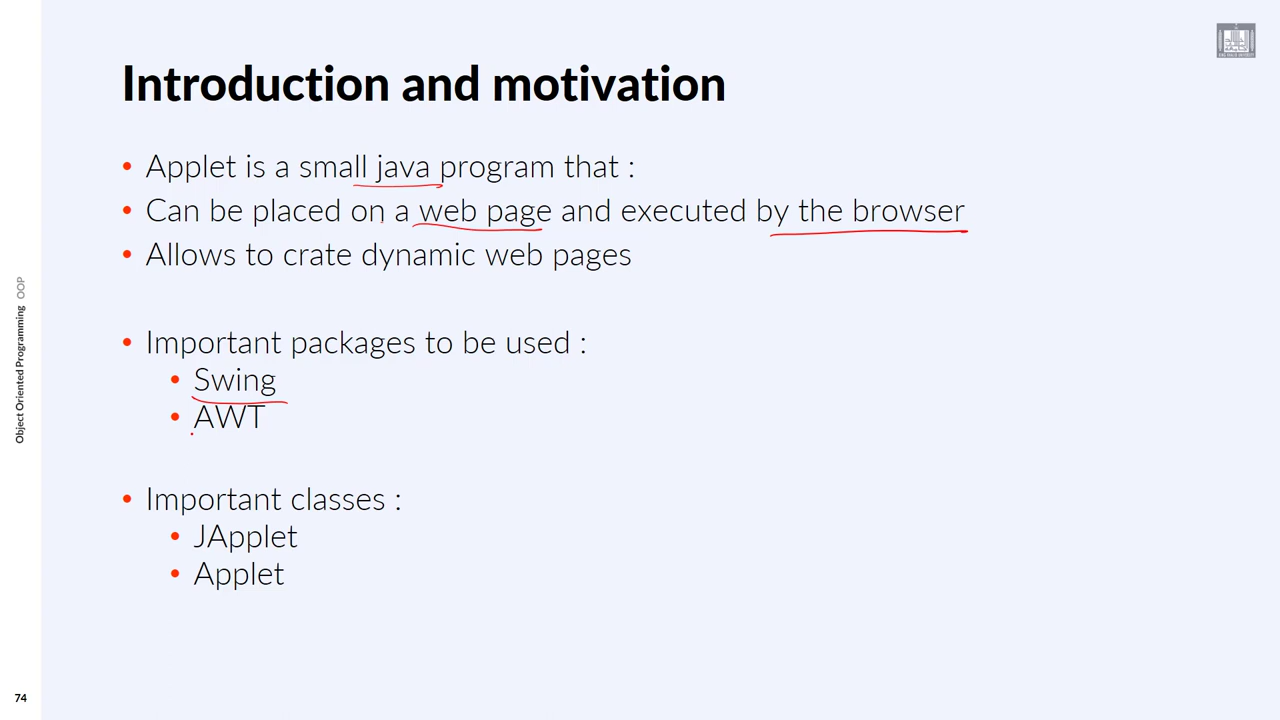 Introduction and motivation
• Applet is a small java program that :
• Can be placed on a web page and executed by the browser
• Allows to crate dynamic web pages
• Important packages to be used :
• Swing
• AWT
• Important classes :
• JApplet
• Applet
Object Oriented Programming OOP
74